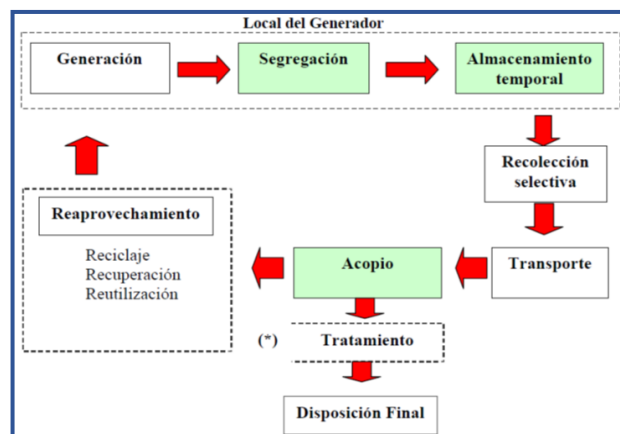 Local del Generador
Generación
Segregación
Almacenamiento
temporal
Recolección
selectiva
Transporte
Acopio
Reaprovechamiento
Reciclaje
Recuperación
Reutilización
(*)
Tratamiento
Disposición Final